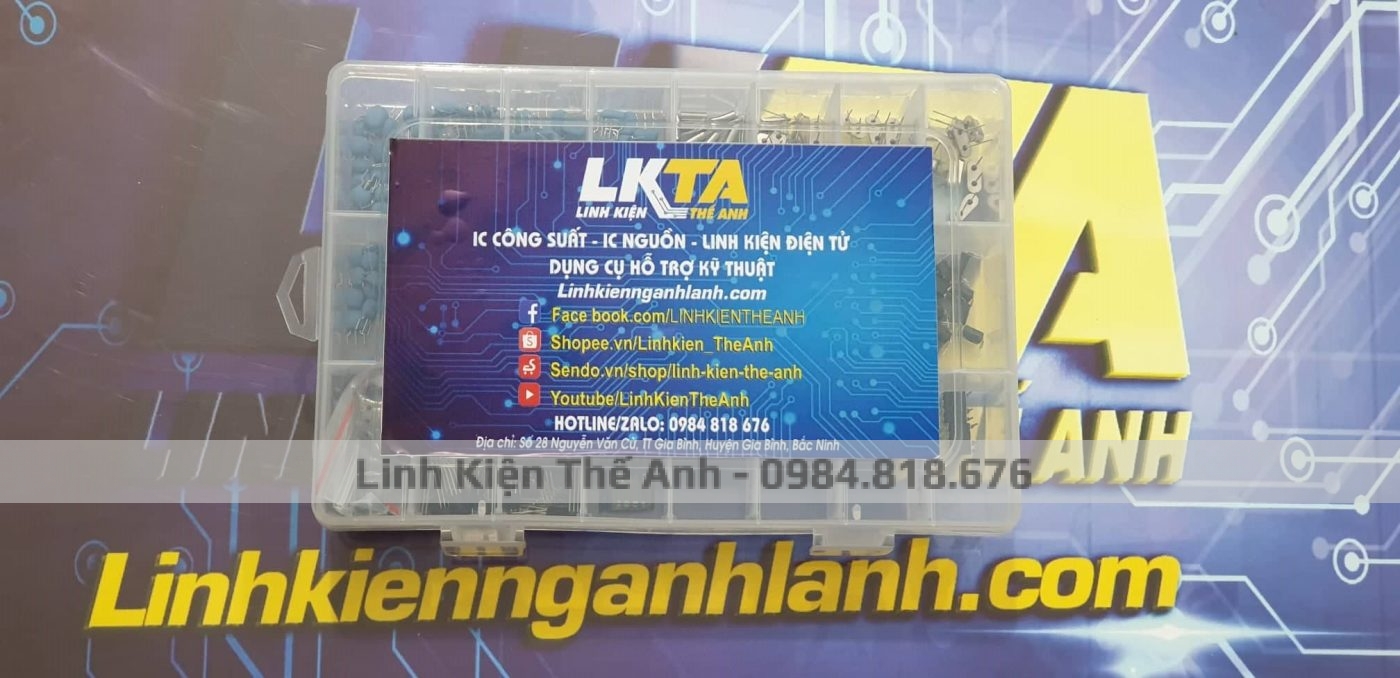 LKTA
LINH KIỆN THẾ ANH
IC CÔNG SUẤT - IC NGUỒN - LINH KIỆN ĐIỆN TỬ
DỤNG CỤ HỖ TRỢ KỸ THUẬT
Linhkiennganhlanh.com
Face book.com/LINHKIENTHEANH
Shopee.vn/Linhkien_TheAnh
Sendo.vn/shop/linh-kien-the-anh
Youtube/LinhKienTheAnh
HOTLINE/ZALO: 0984 818 676
Địa chỉ: Số 28 Nguyễn Văn Cừ, TT Gia Bình, Huyện Gia Bình, Bắc Ninh
Linh Kiện Thế Anh - 0984.818.676
ANH
Linhkiennganhlanh.com